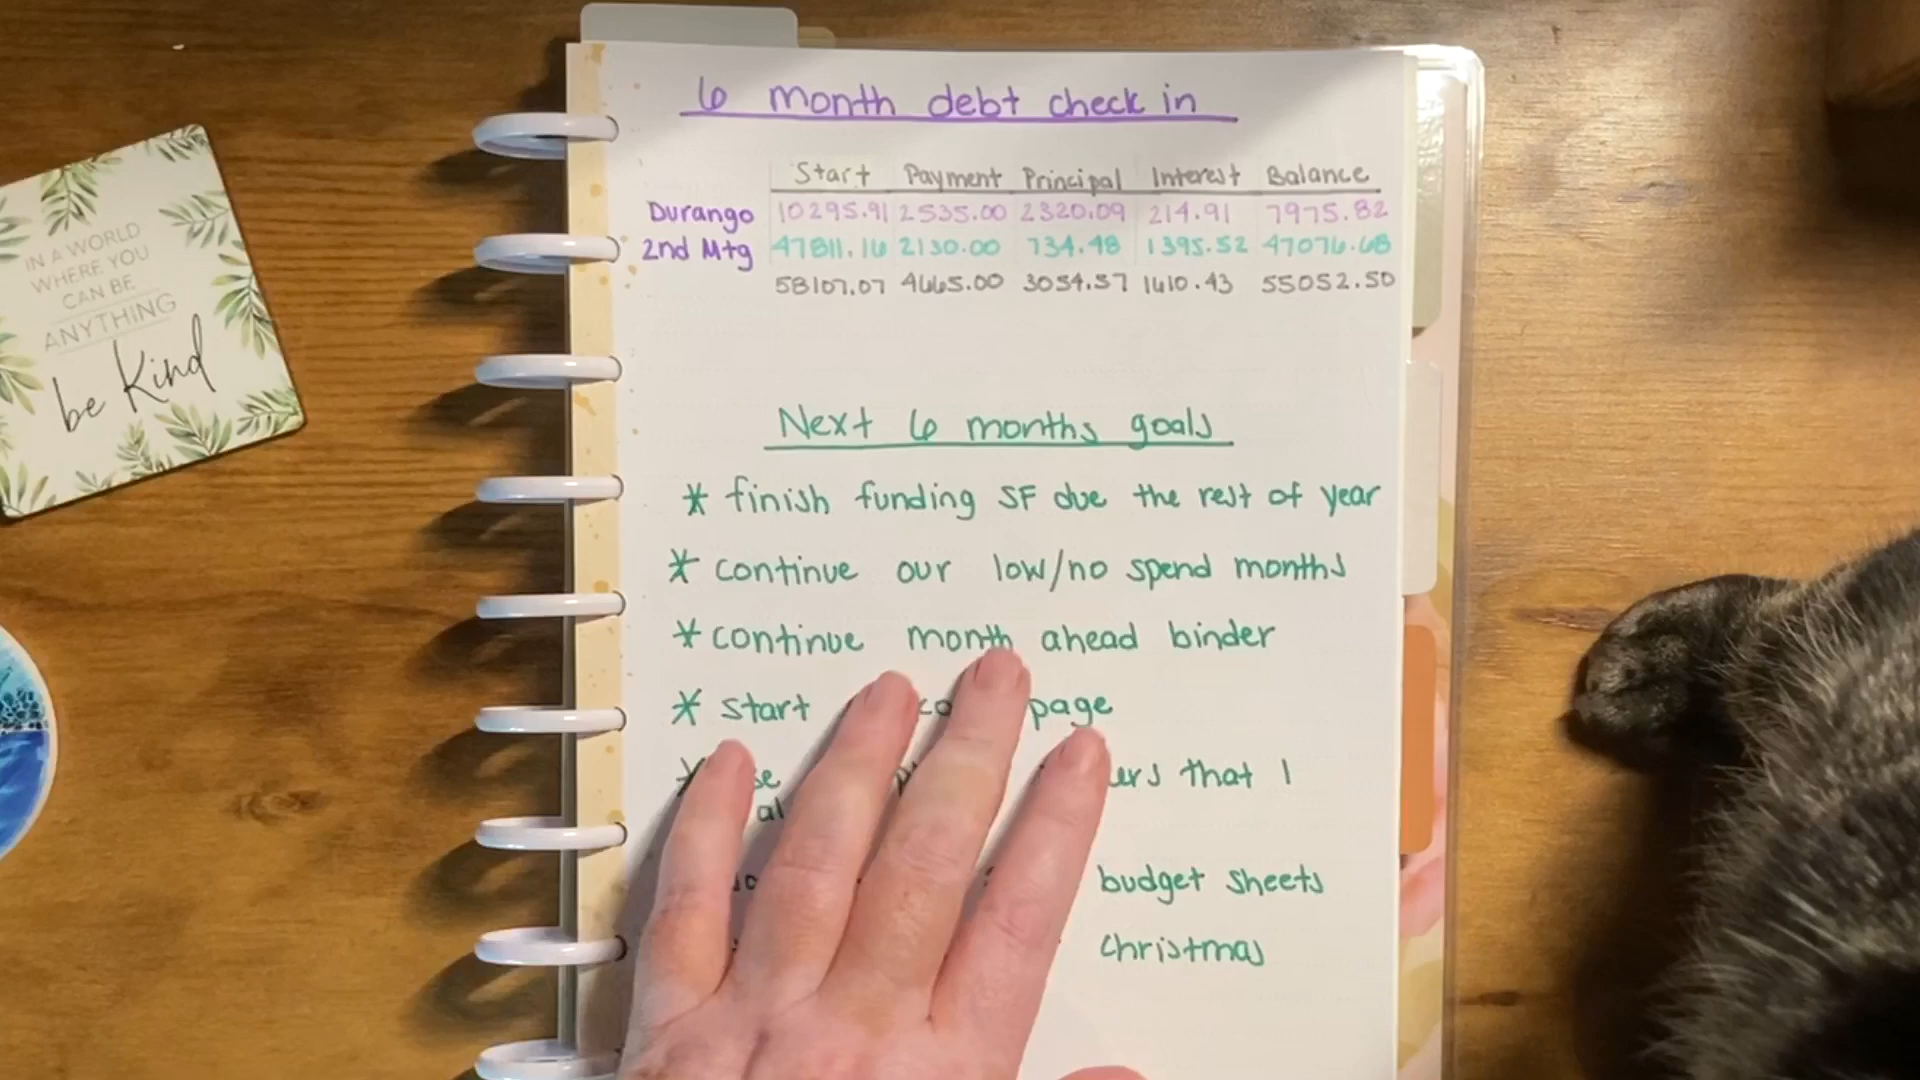 6 month debt check in
Start Payment Principal Interest Balance
Durango 10295.91 2535.00 2320.09 214.91 7975.82
2nd Mtg 47811.16 2130.00 734.48 1395.52 47076.68
58107.07 4665.00 3054.57 1610.43 55052.50
Next 6 months goals
* finish funding SF due the rest of year
* continue our low/no spend months
* continue month ahead binder
* start page
that I
budget sheets
Christmas
IN A WORLD
WHERE YOU
CAN BE
ANYTHING
be Kind